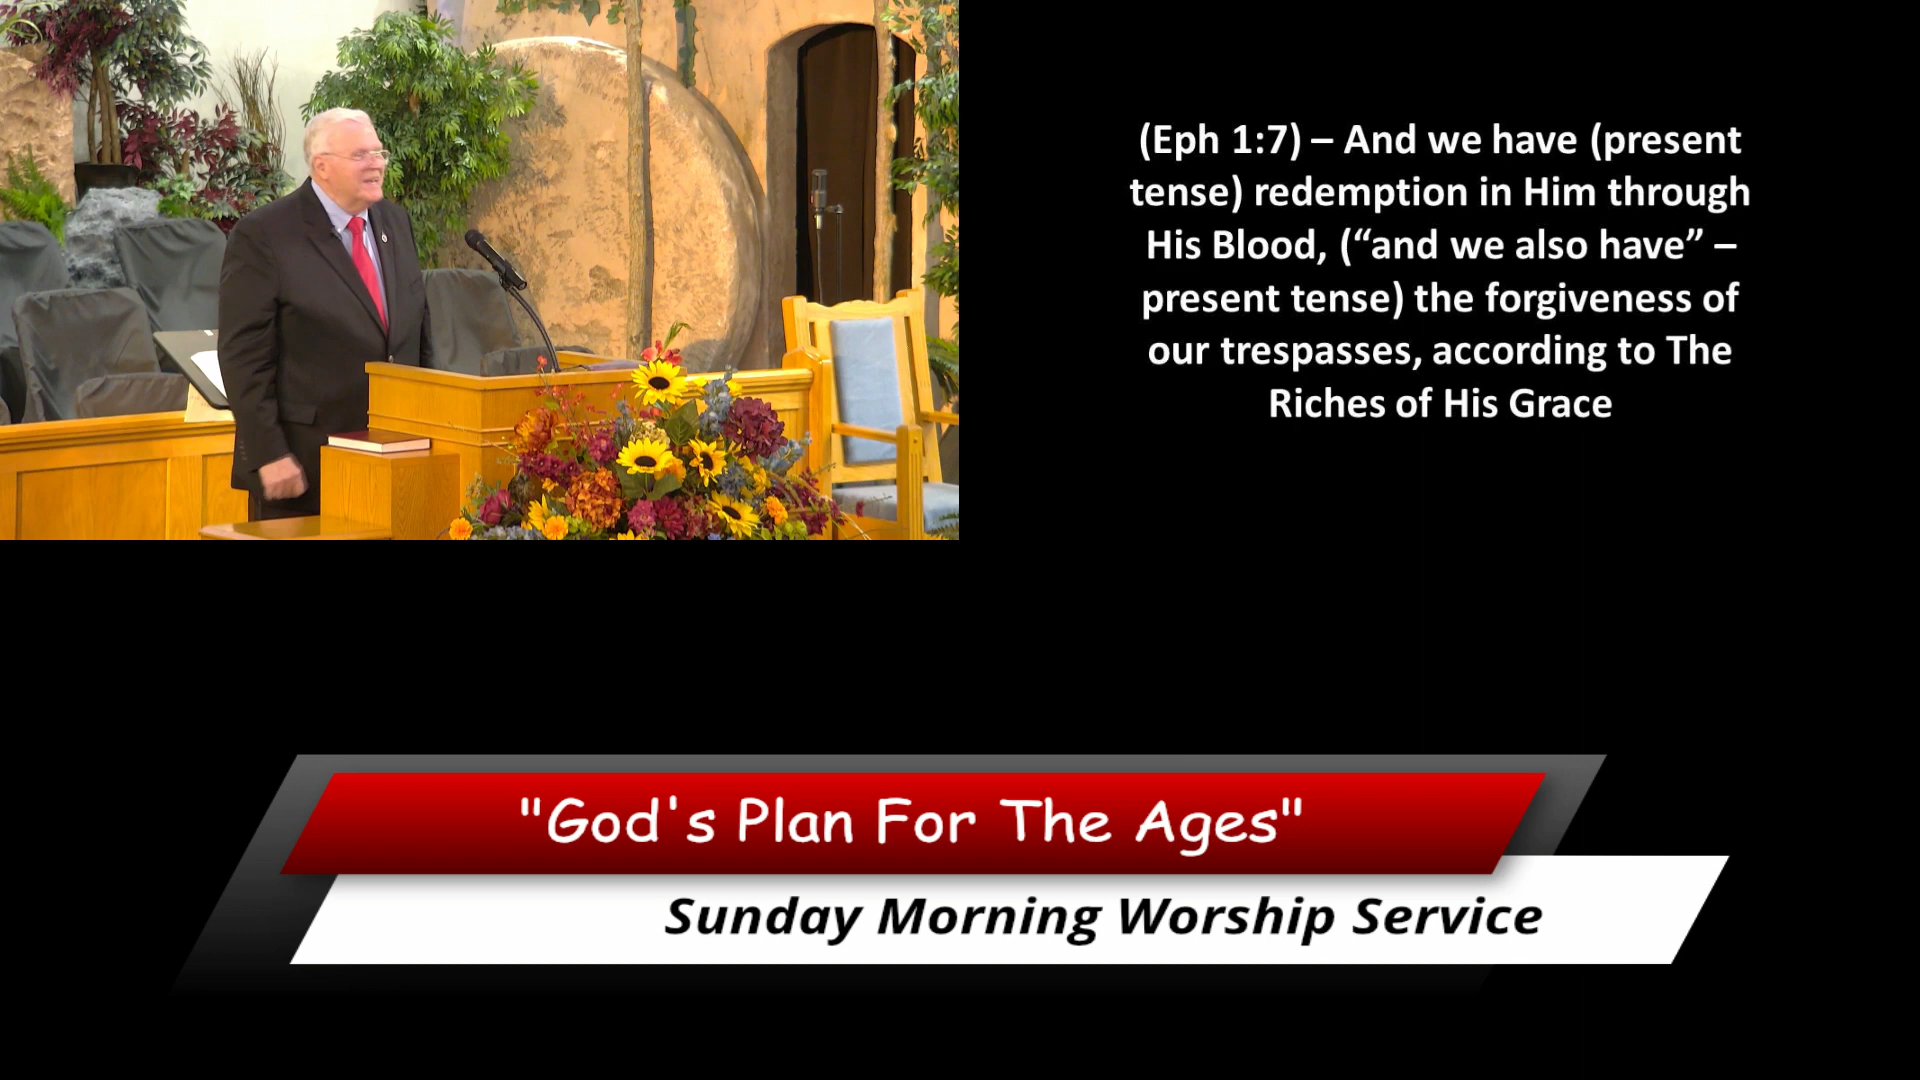 (Eph 1:7) – And we have (present
tense) redemption in Him through
His Blood, (“and we also have” –
present tense) the forgiveness of
our trespasses, according to The
Riches of His Grace
"God's Plan For The Ages"
Sunday Morning Worship Service